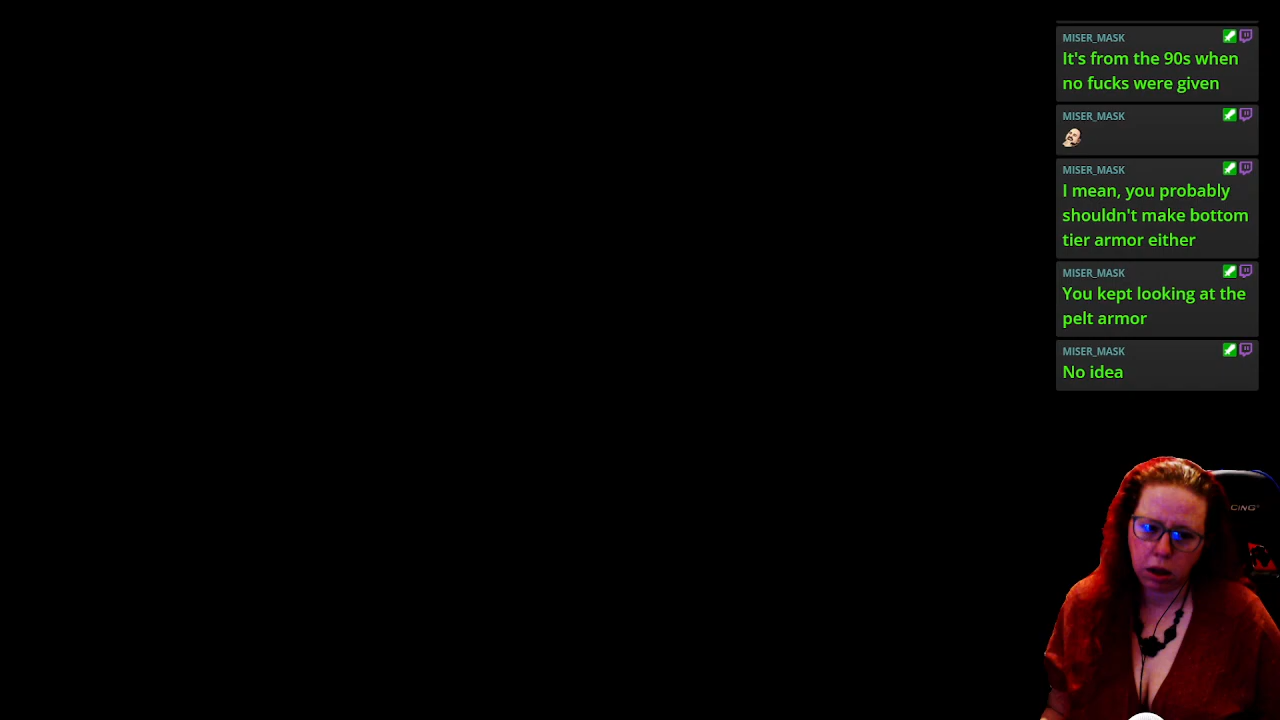 MISER_MASK
It's from the 90s when
no fucks were given
MISER_MASK
MISER_MASK
I mean, you probably
shouldn't make bottom
tier armor either
MISER_MASK
You kept looking at the
pelt armor
MISER_MASK
No idea
CING